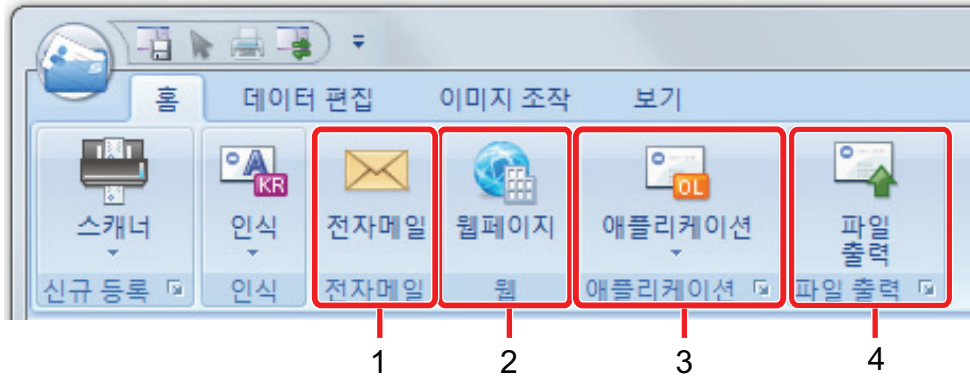 홈 데이터 편집 이미지 조작 보기
A
KR
OL
스캐너 인식 전자메일 웹페이지 애플리케이션 파일
출력
신규 등록 인식 전자메일 웹 애플리케이션 파일 출력
1 2 3 4